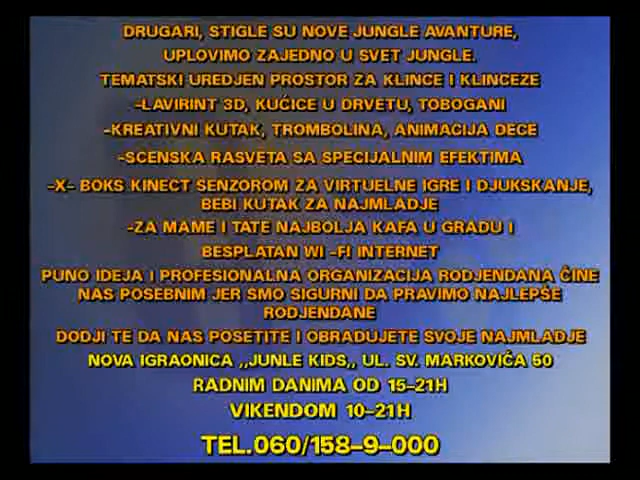 DRUGARI, STIGLE SU NOVE JUNGLE AVANTURE,
UPLOVIMO ZAJEDNO U SVET JUNGLE.
TEMATSKI UREDJEN PROSTOR ZA KLINCE I KLINCEZE
-LAVIRINT 3D, KUĆICE U DRVETU, TOBOGANI
-KREATIVNI KUTAK, TROMBOLINA, ANIMACIJA DECE
-SCENSKA RASVETA SA SPECIJALNIM EFEKTIMA
-X- BOKS KINECT SENZOROM ZA VIRTUELNE IGRE I DJUKSKANJE,
BEBI KUTAK ZA NAJMLADJE
-ZA MAME I TATE NAJBOLJA KAFA U GRADU I
BESPLATAN WI -FI INTERNET
PUNO IDEJA I PROFESIONALNA ORGANIZACIJA RODJENDANA ČINE
NAS POSEBNIM JER SMO SIGURNI DA PRAVIMO NAJLEPŠE
RODJENDANE
DODJI TE DA NAS POSETITE I OBRADUJETE SVOJE NAJMLADJE
NOVA IGRAONICA ,,JUNLE KIDS,, UL. SV. MARKOVIĆA 50
RADNIM DANIMA OD 15-21H
VIKENDOM 10-21H
TEL.060/158-9-000